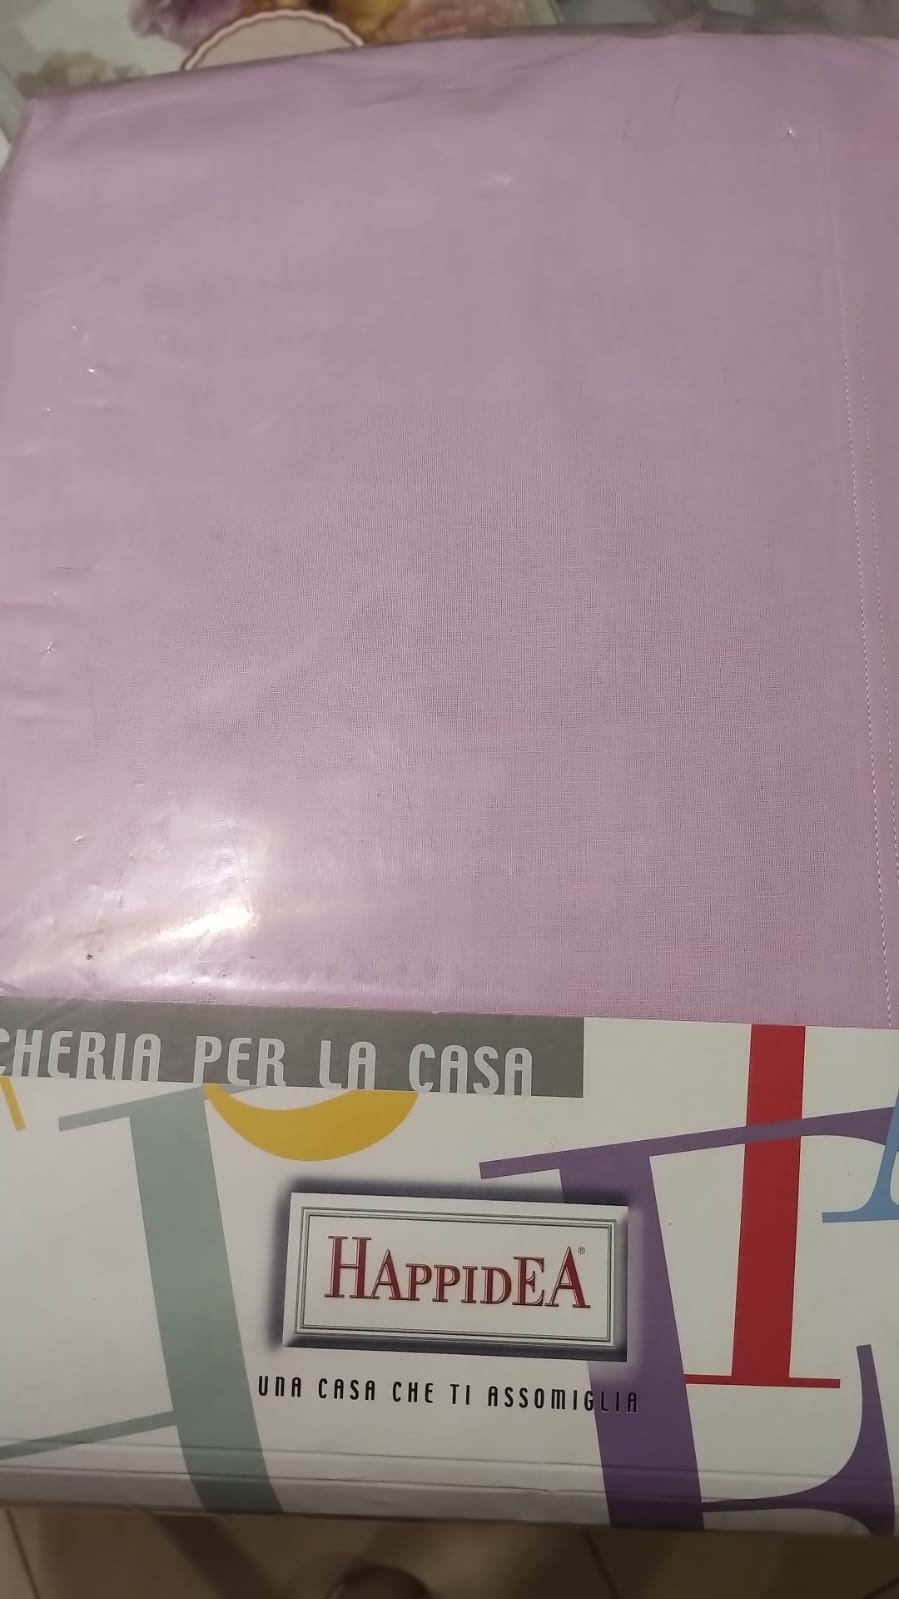 CHERIA PER LA CASA
HAPPIDEA®
UNA CASA CHE TI ASSOMIGLIA